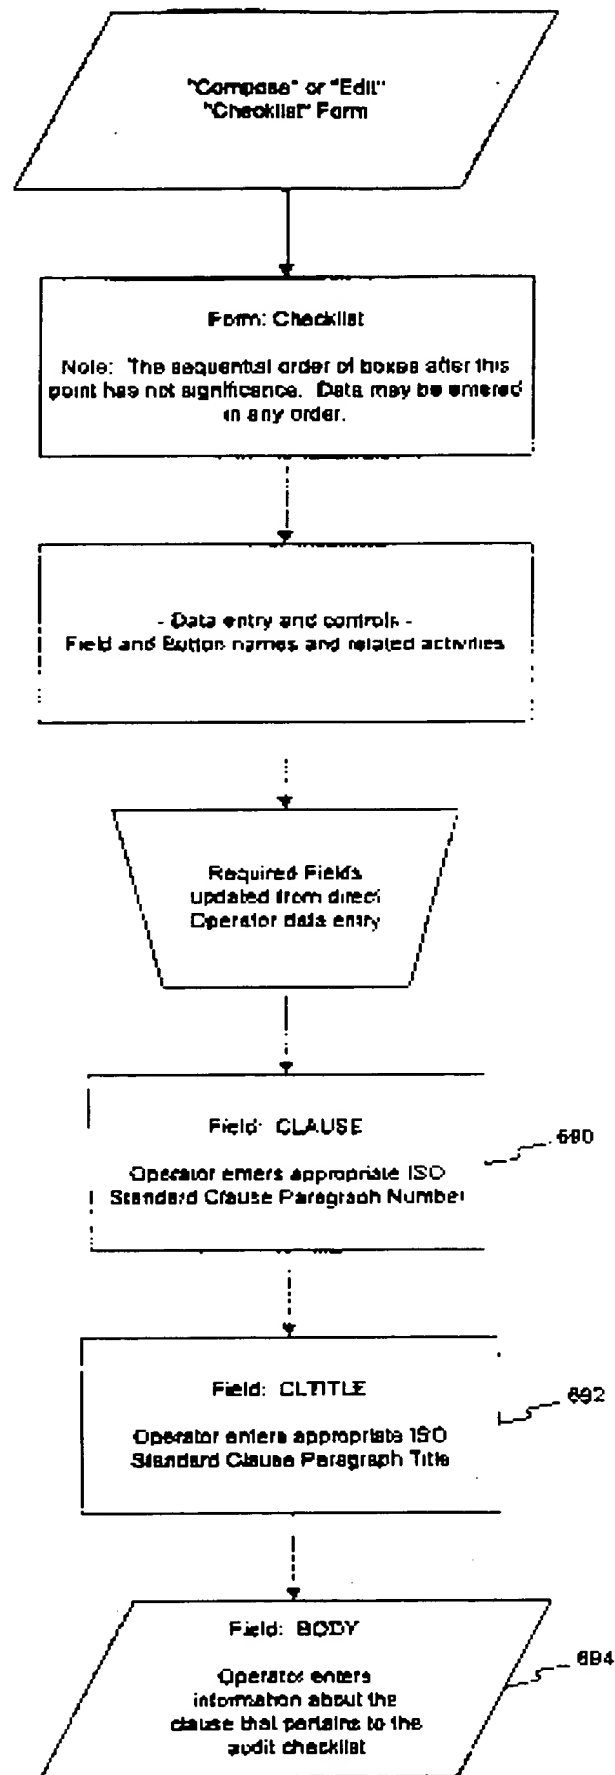 "Compose" or "Edit"
"Checklist" Form
Form: Checklist
Note: The sequential order of boxes after this
point has not significance. Data may be entered
in any order.
- Data entry and controls -
Field and Button names and related activities
Required Fields
updated from direct
Operator data entry
Field: CLAUSE
Operator enters appropriate ISO
Standard Clause Paragraph Number
690
Field: CLTITLE
Operator enters appropriate ISO
Standard Clause Paragraph Title
692
Field: BODY
Operator enters
information about the
clause that pertains to the
audit checklist
694